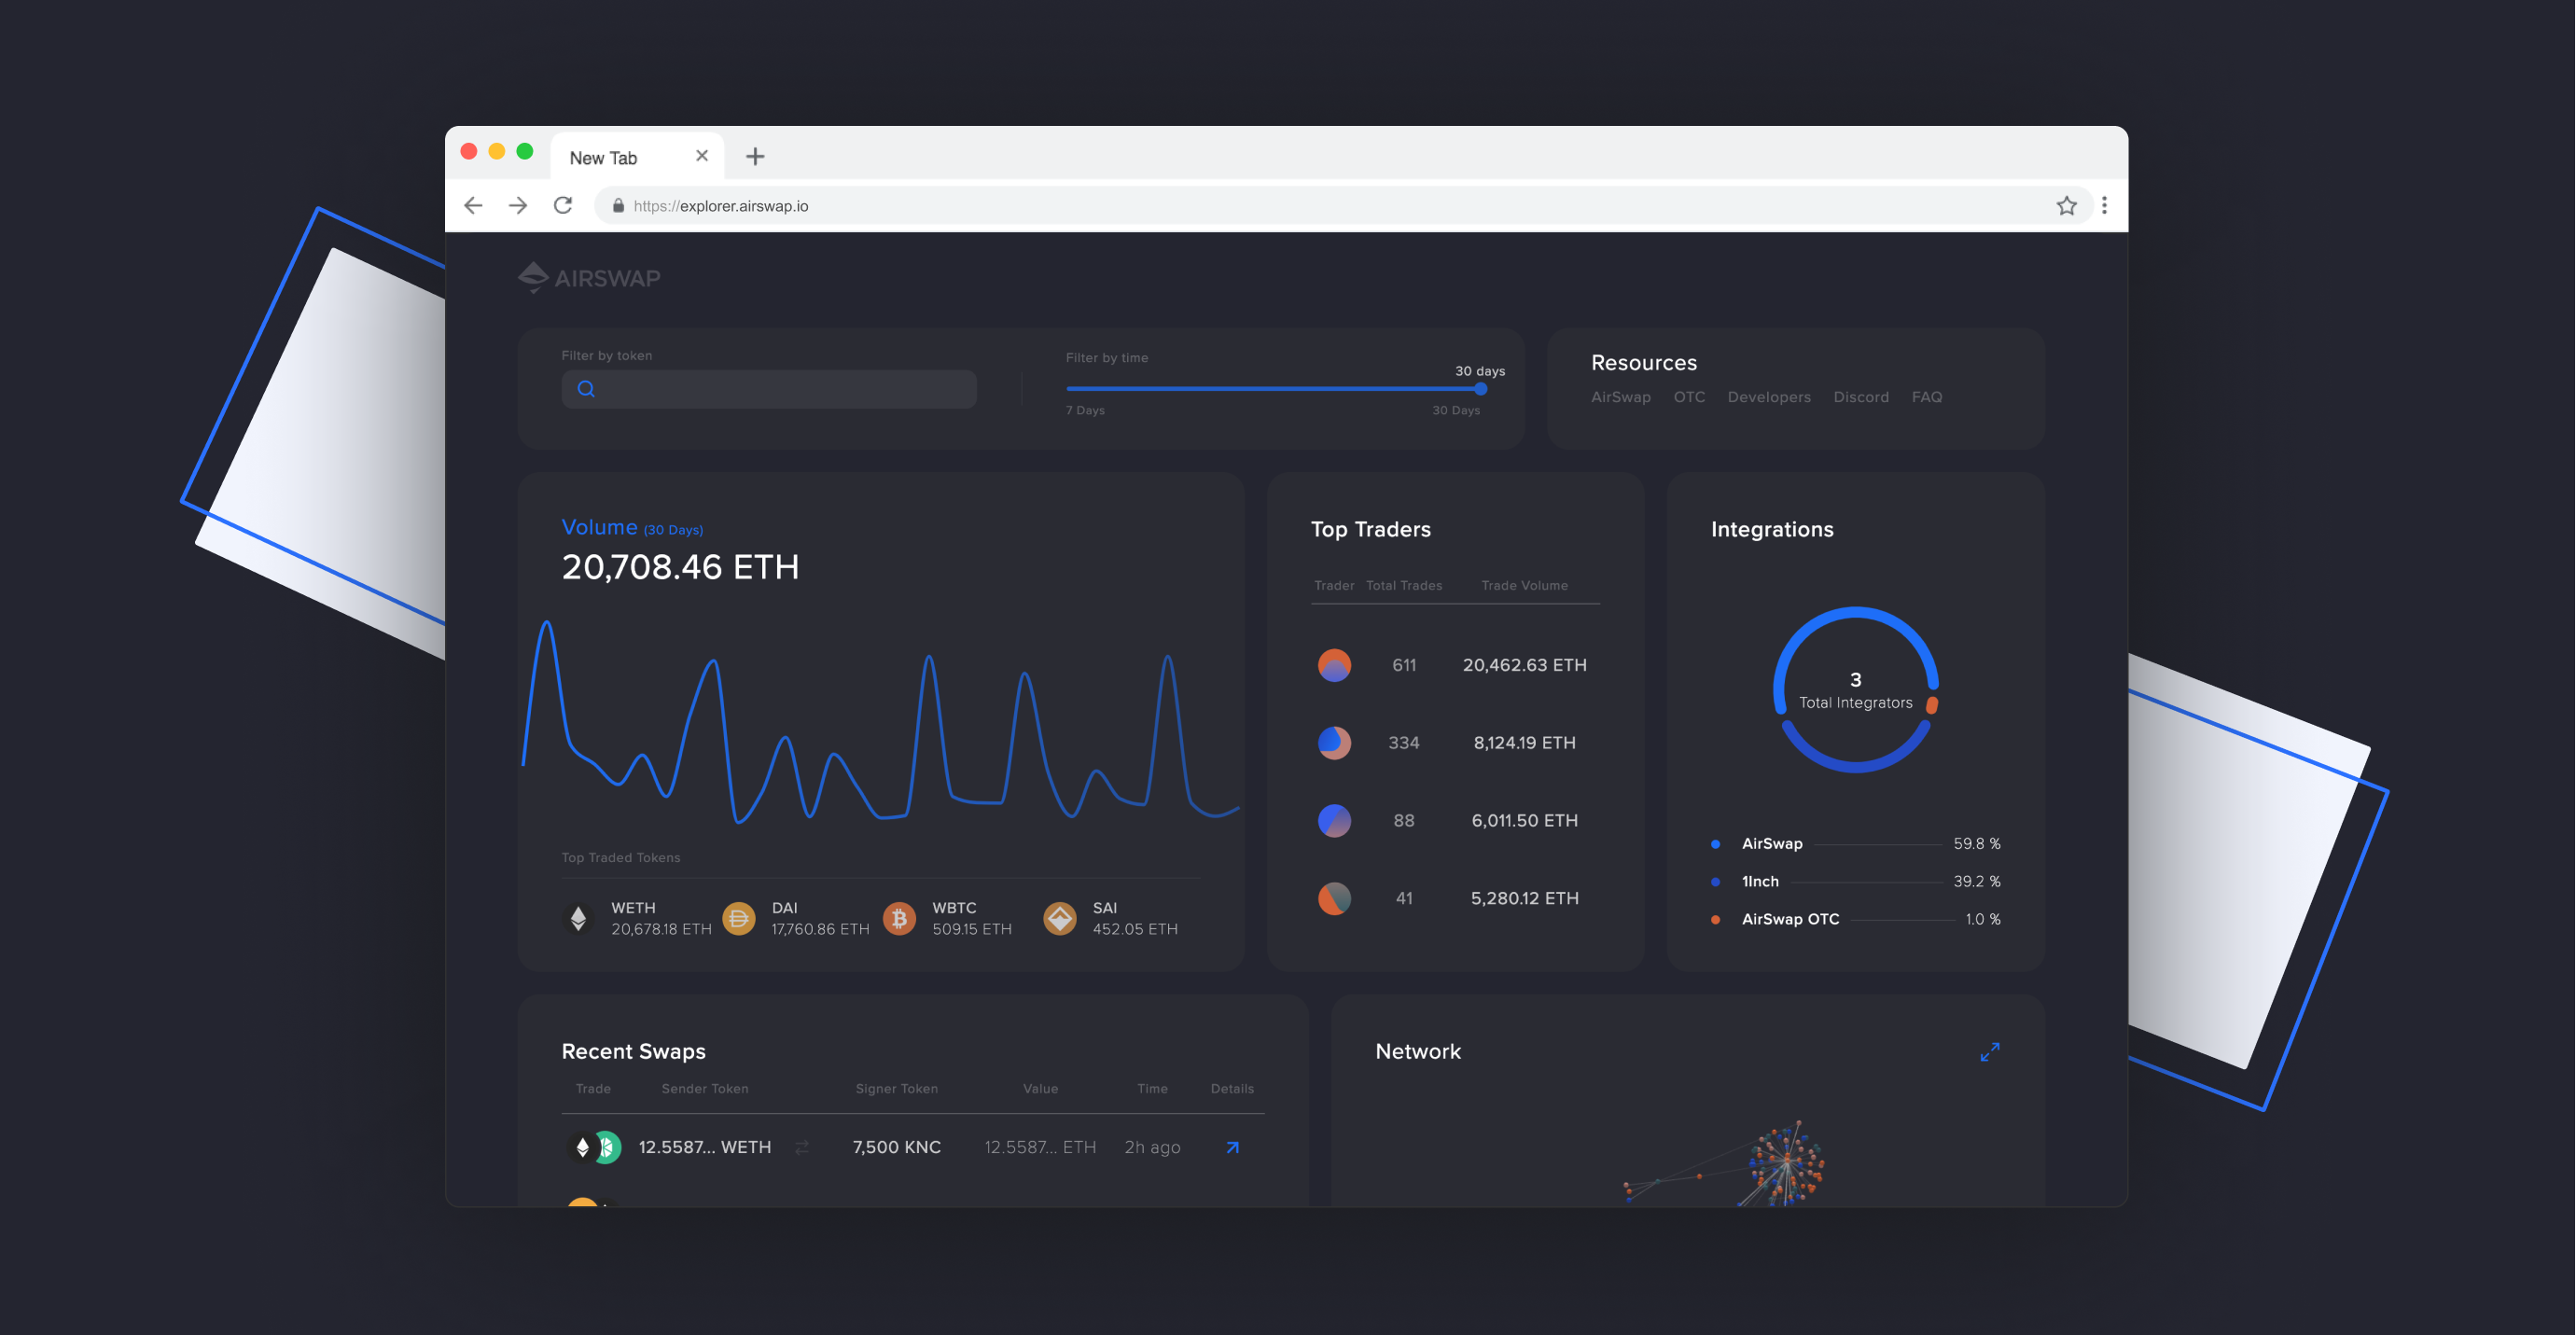 New Tab
https://explorer.airswap.io
AIRSWAP
Filter by token
Filter by time
30 days
7 Days
30 Days
Resources
AirSwap OTC Developers Discord FAQ
Volume (30 Days)
20,708.46 ETH
Top Traded Tokens
WETH
20,678.18 ETH
DAI
17,760.86 ETH
WBTC
509.15 ETH
SAI
452.05 ETH
Top Traders
Trader Total Trades Trade Volume
611 20,462.63 ETH
334 8,124.19 ETH
88 6,011.50 ETH
41 5,280.12 ETH
Integrations
3
Total Integrators
AirSwap 59.8 %
1Inch 39.2 %
AirSwap OTC 1.0 %
Recent Swaps
Trade Sender Token Signer Token Value Time Details
12.5587... WETH 7,500 KNC 12.5587... ETH 2h ago
Network